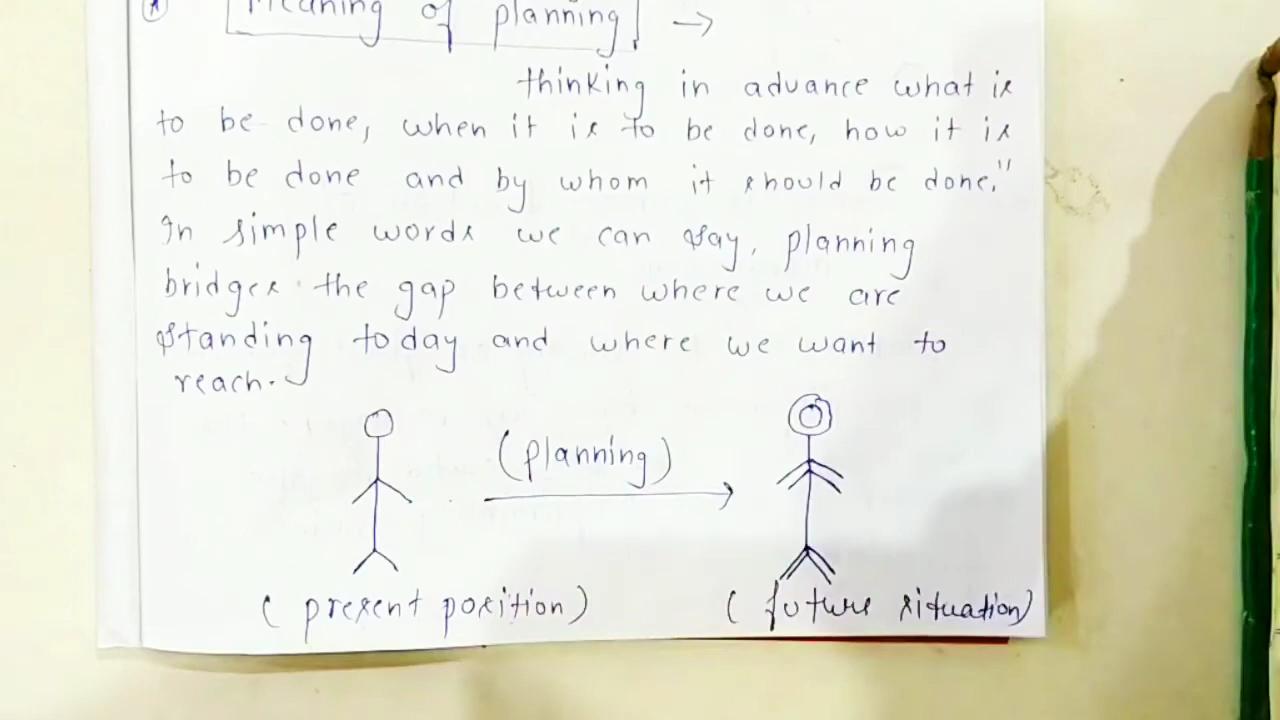 Meaning of planning →
thinking in advance what is
to be done, when it is to be done, how it is
to be done and by whom it should be done."
In simple words we can say, planning
bridges the gap between where we are
standing today and where we want to
reach.
(planning)
(present position)
(future situation)